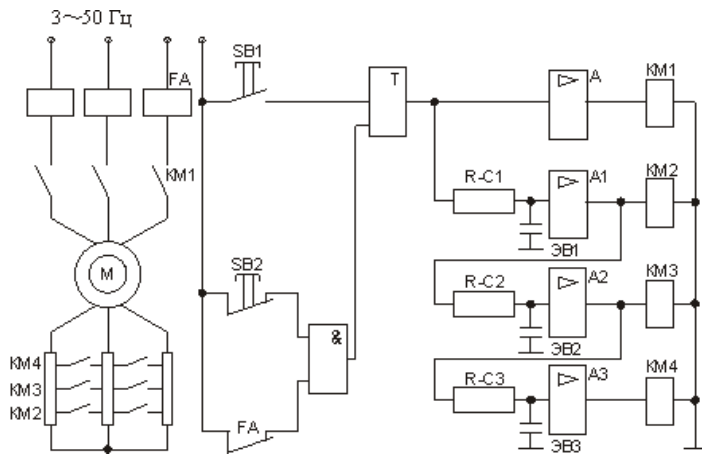 3~50 Гц
SB1
FA
T
A
KM1
KM1
R-C1
A1
KM2
ЭВ1
M
SB2
R-C2
A2
KM3
ЭВ2
&
KM4
KM3
KM2
R-C3
A3
KM4
FA
ЭВ3